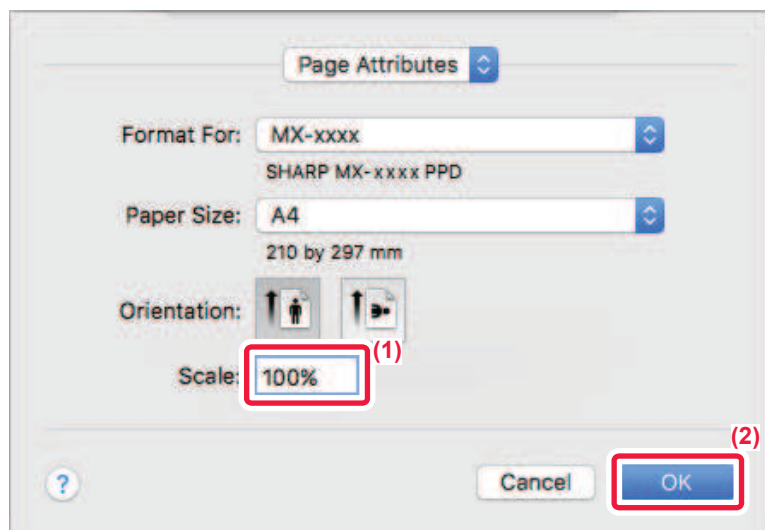 Page Attributes
Format For: MX-xxxx
SHARP MX-xxxx PPD
Paper Size: A4
210 by 297 mm
Orientation:
(1)
Scale: 100%
(2)
? Cancel OK